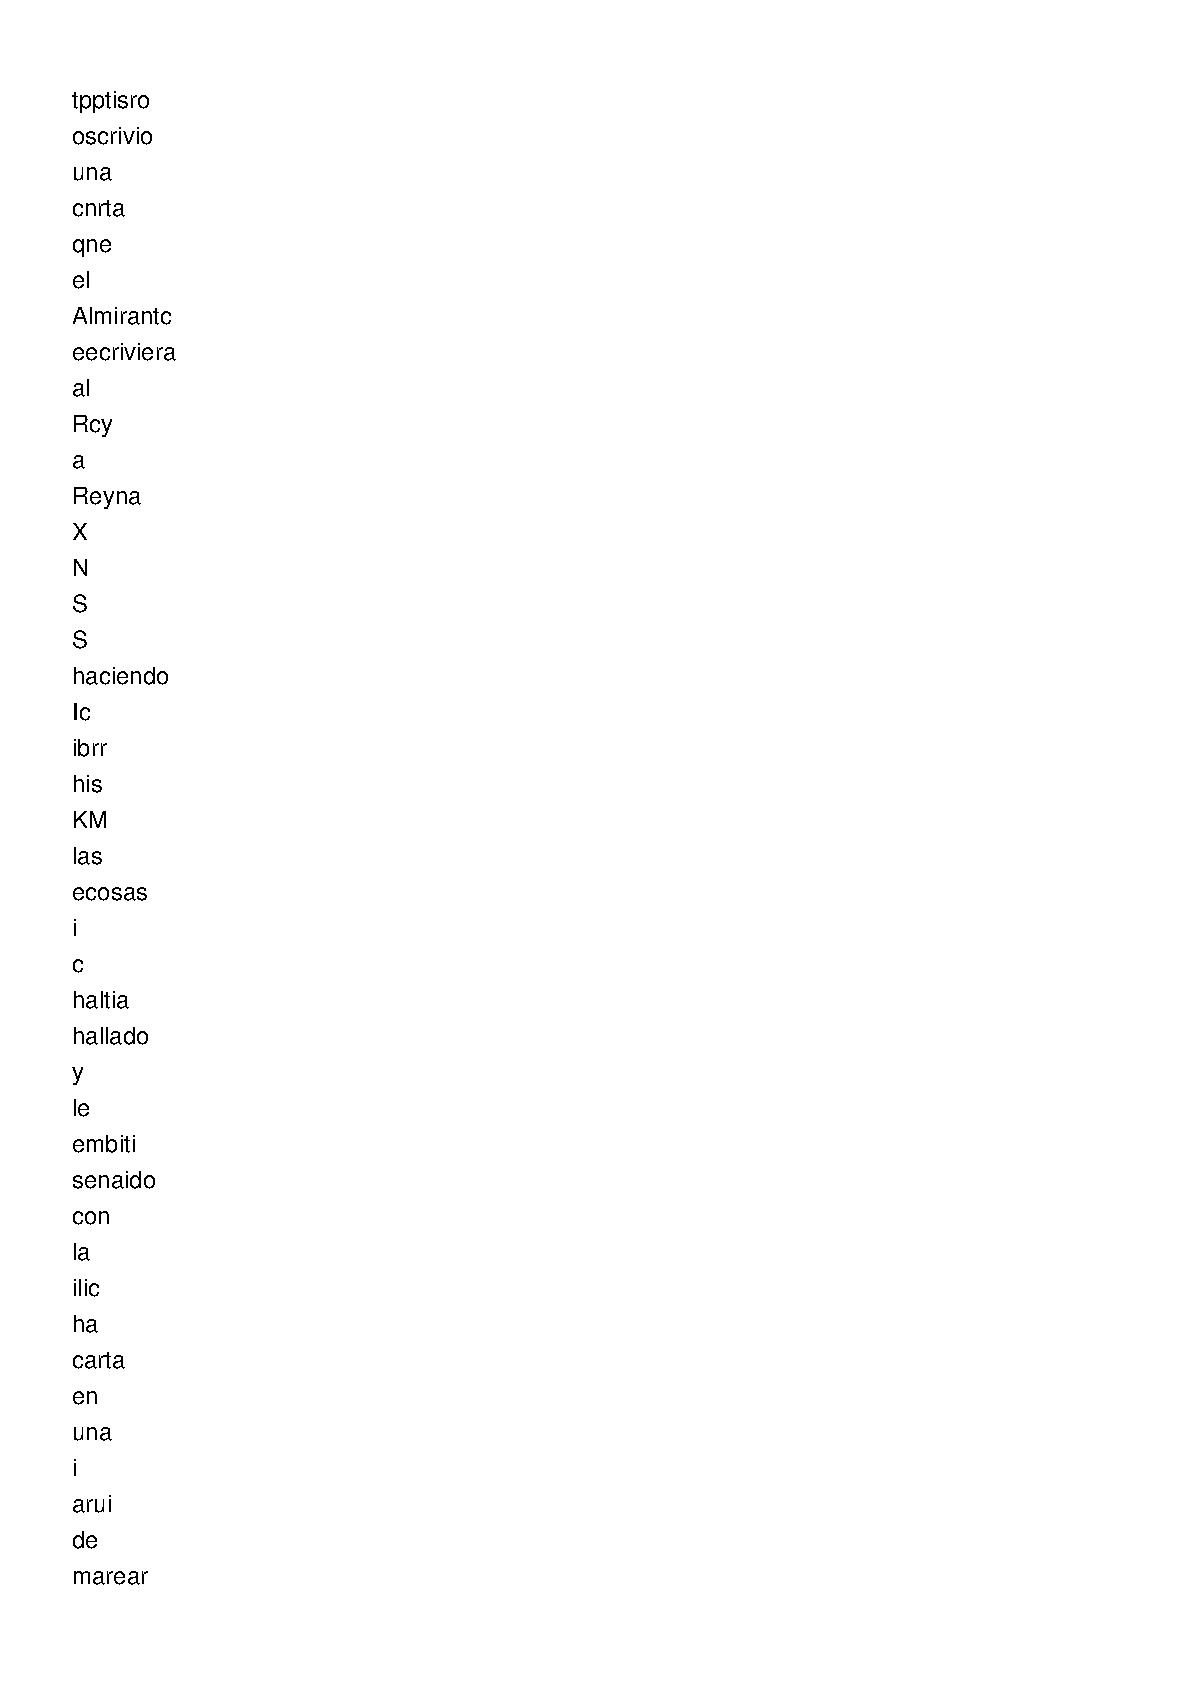 tpptisro
oscrivio
una
cnrta
qne
el
Almirantc
eecriviera
al
Rcy
a
Reyna
X
N
S
S
haciendo
Ic
ibrr
his
KM
las
ecosas
i
c
haltia
hallado
y
le
embiti
senaido
con
la
ilic
ha
carta
en
una
i
arui
de
marear